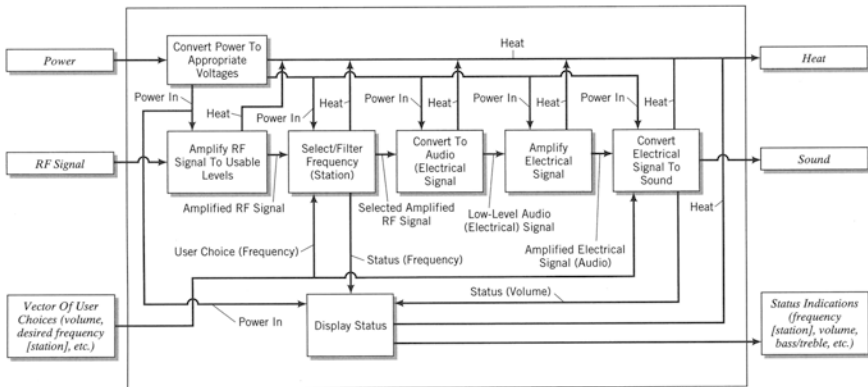 Power
Convert Power To
Appropriate
Voltages
Heat
Heat
Power In
Heat
Power In
Heat
Power In
Heat
Power In
Heat
Power In
Heat
RF Signal
Amplify RF
Signal To Usable
Levels
Select/Filter
Frequency
(Station)
Convert To
Audio
(Electrical
Signal
Amplify
Electrical
Signal
Convert
Electrical
Signal To
Sound
Sound
Heat
Amplified RF Signal
Selected Amplified
RF Signal
Low-Level Audio
(Electrical) Signal
Amplified Electrical
Signal (Audio)
User Choice (Frequency)
Status (Frequency)
Status (Volume)
Vector Of User
Choices (volume,
desired frequency
[station], etc.)
Power In
Display Status
Status Indications
(frequency
[station], volume,
bass/treble, etc.)